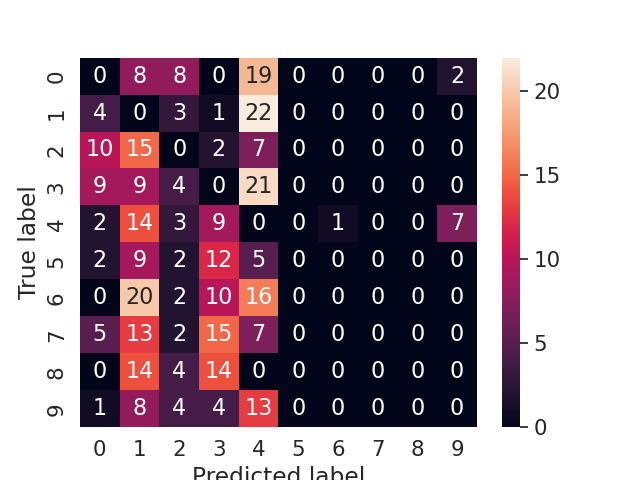 0 0 8 8 0 19 0 0 0 0 2
1 4 0 3 1 22 0 0 0 0 0
2 10 15 0 2 7 0 0 0 0 0
3 9 9 4 0 21 0 0 0 0 0
4 2 14 3 9 0 0 1 0 0 7
5 2 9 2 12 5 0 0 0 0 0
6 0 20 2 10 16 0 0 0 0 0
7 5 13 2 15 7 0 0 0 0 0
8 0 14 4 14 0 0 0 0 0 0
9 1 8 4 4 13 0 0 0 0 0
0 1 2 3 4 5 6 7 8 9
Predicted label
True label
20
15
10
5
0